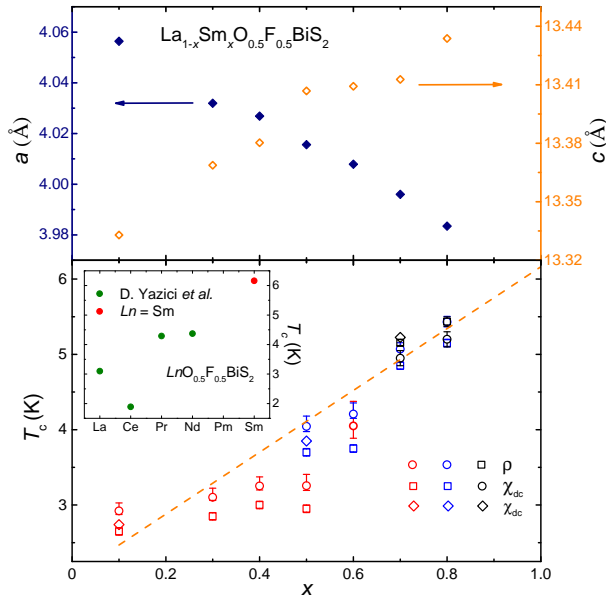 La1-xSmxO0.5F0.5BiS2
4.06
4.04
4.02
4.00
3.98
a (Å)
13.44
13.41
13.38
13.35
13.32
c (Å)
6
5
4
3
2
Tc (K)
D. Yazici et al.
Ln = Sm
LnO0.5F0.5BiS2
6
5
4
3
2
1
Tc (K)
La Ce Pr Nd Pm Sm
ρ
χdc
χdc
0 0.2 0.4 0.6 0.8 1.0
x